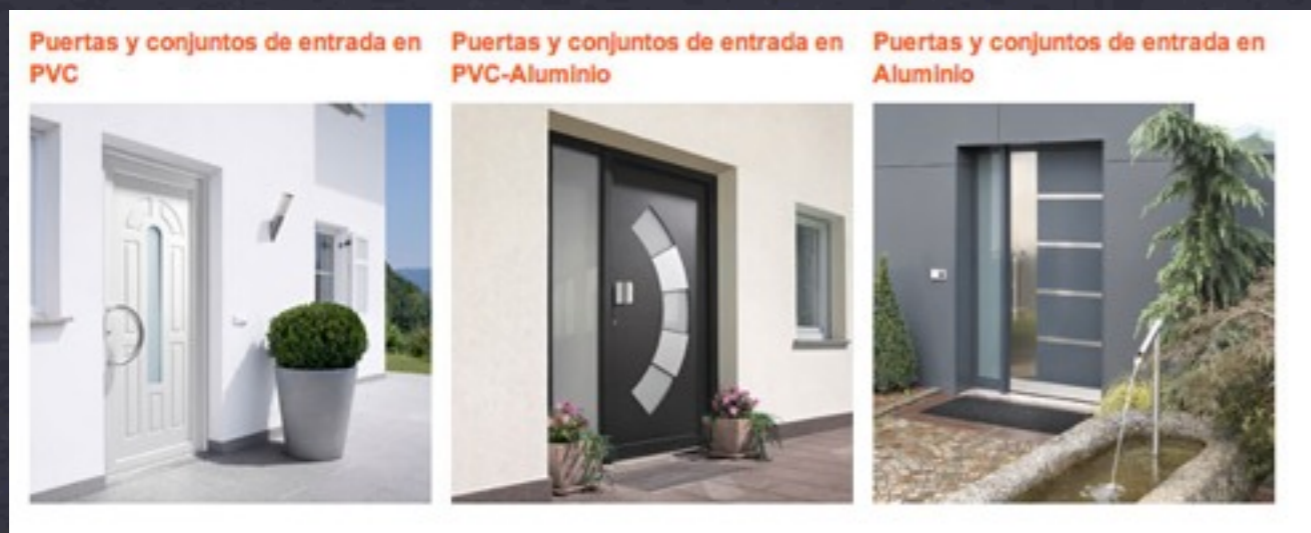 Puertas y conjuntos de entrada en
PVC
Puertas y conjuntos de entrada en
PVC-Aluminio
Puertas y conjuntos de entrada en
Aluminio